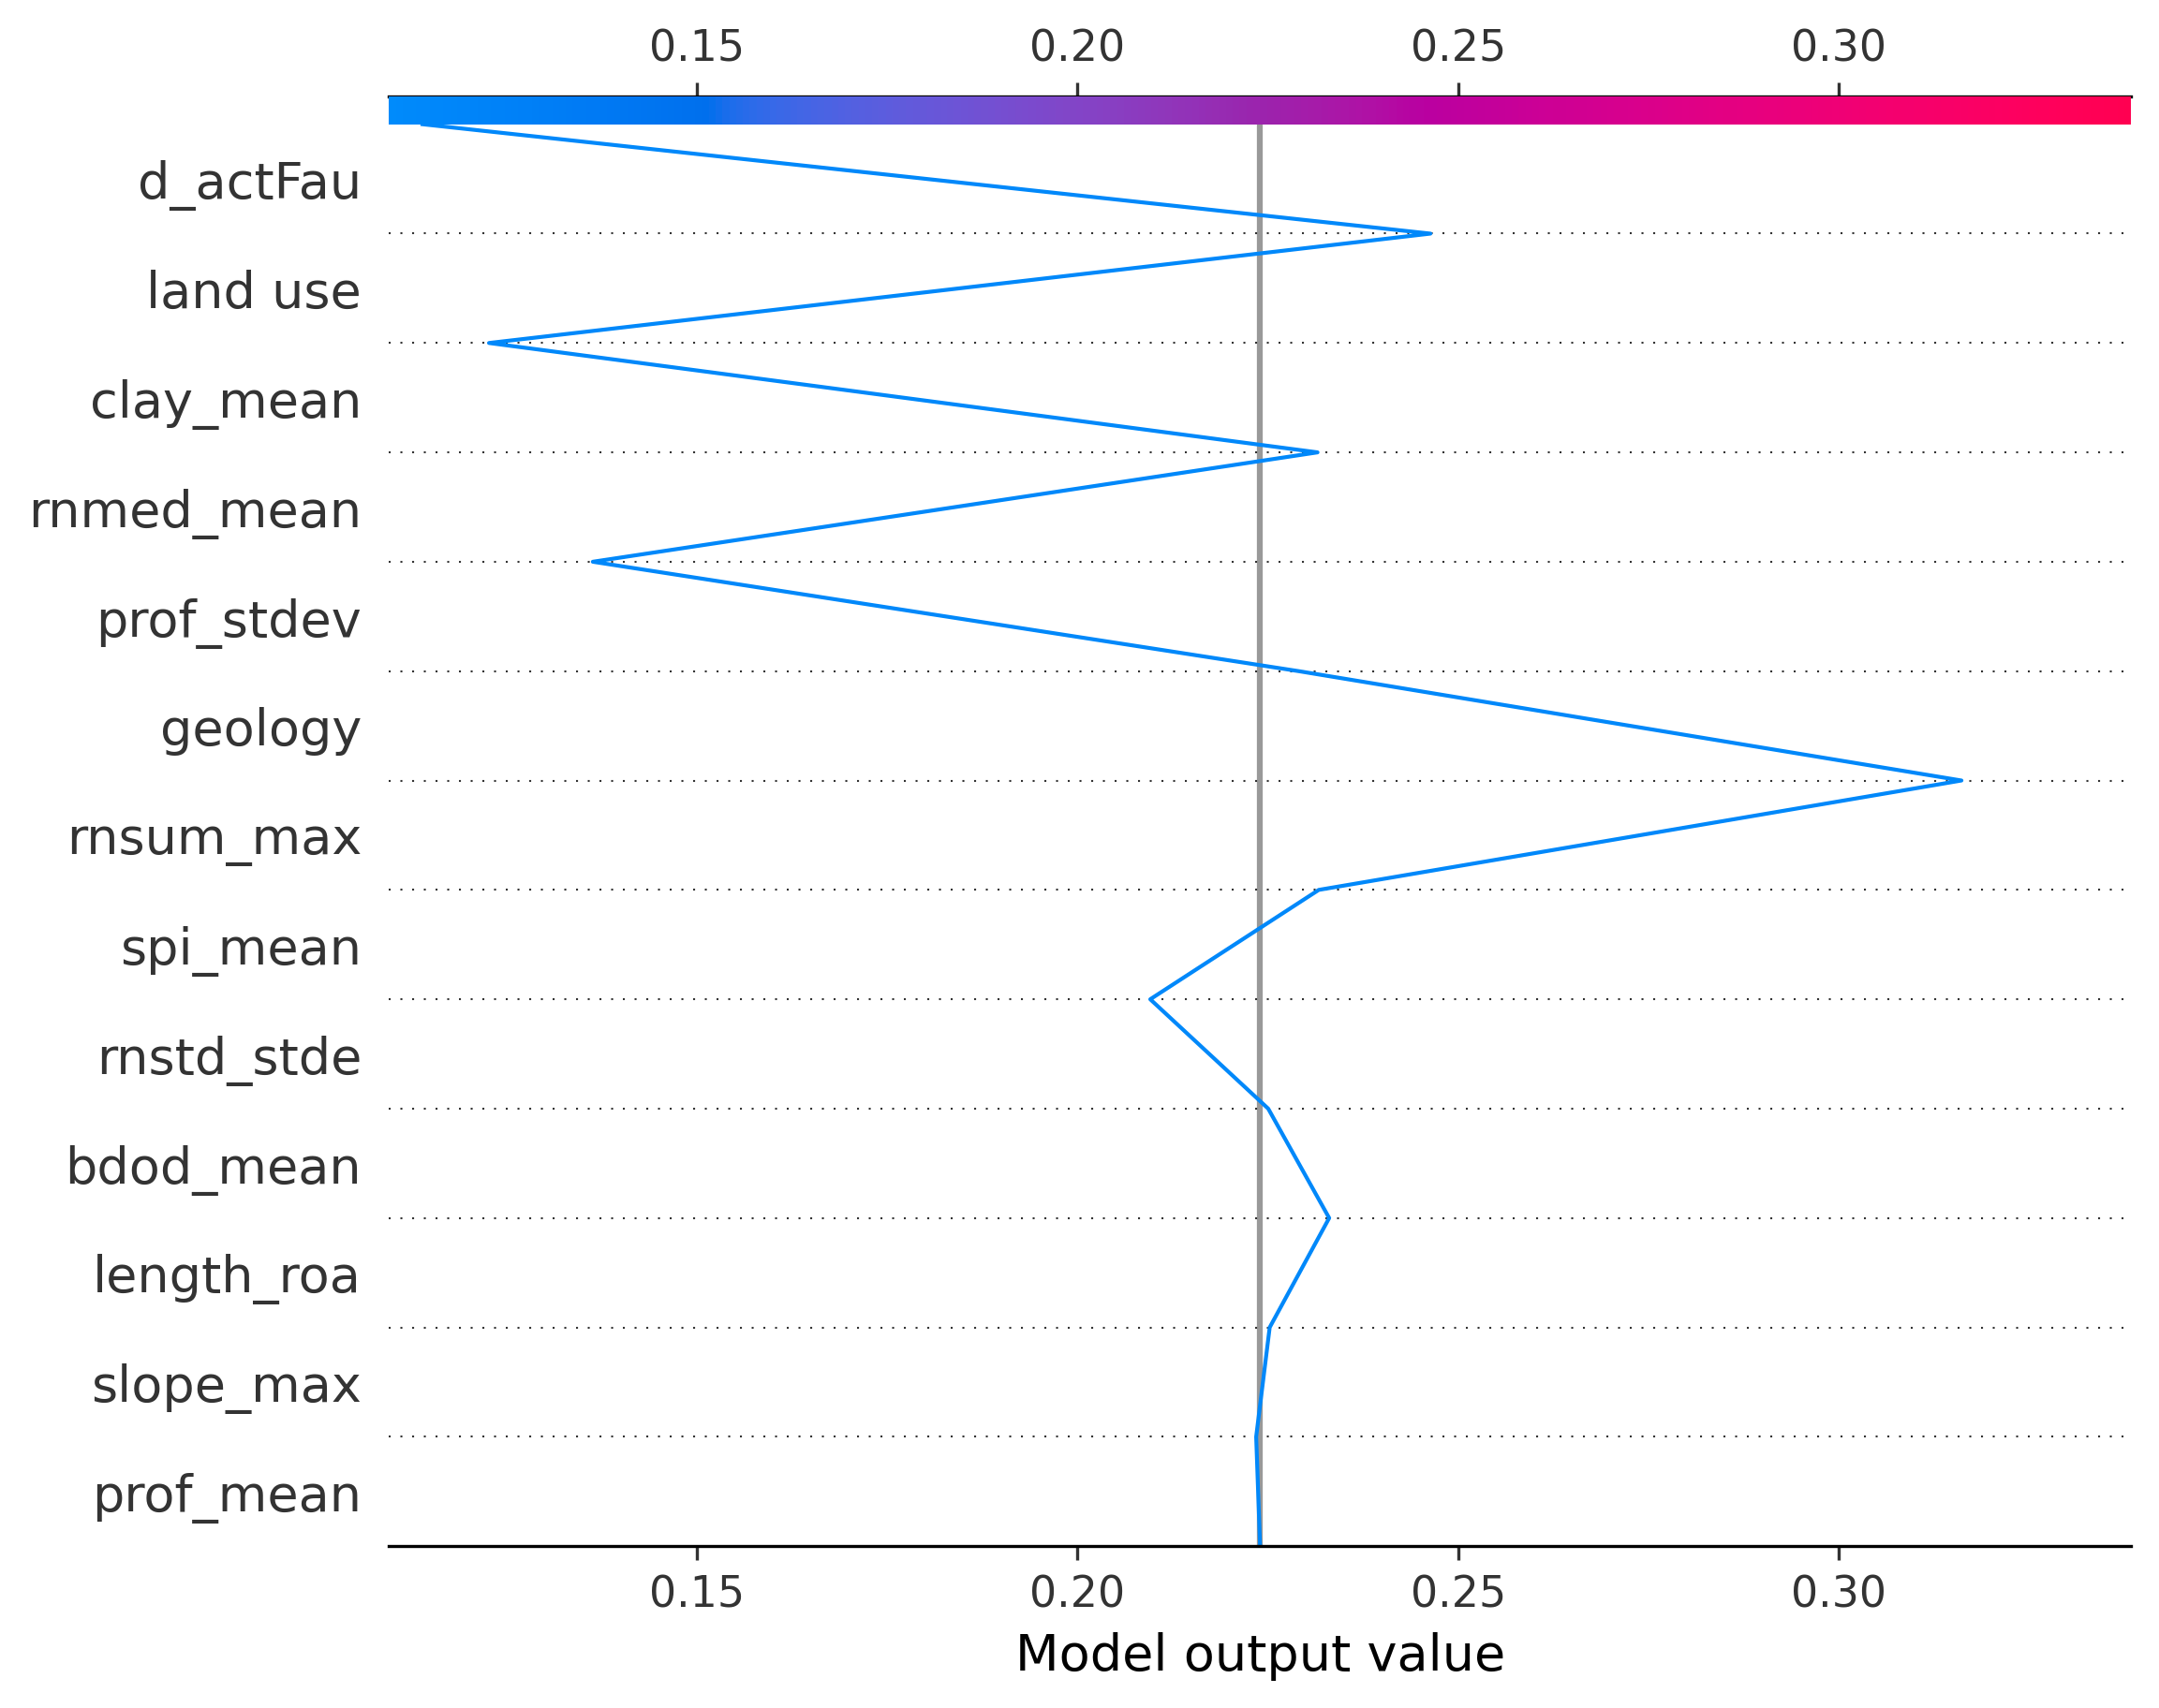 0.15 0.20 0.25 0.30
d_actFau
land use
clay_mean
rnmed_mean
prof_stdev
geology
rnsum_max
spi_mean
rnstd_stde
bdod_mean
length_roa
slope_max
prof_mean
0.15 0.20 0.25 0.30
Model output value